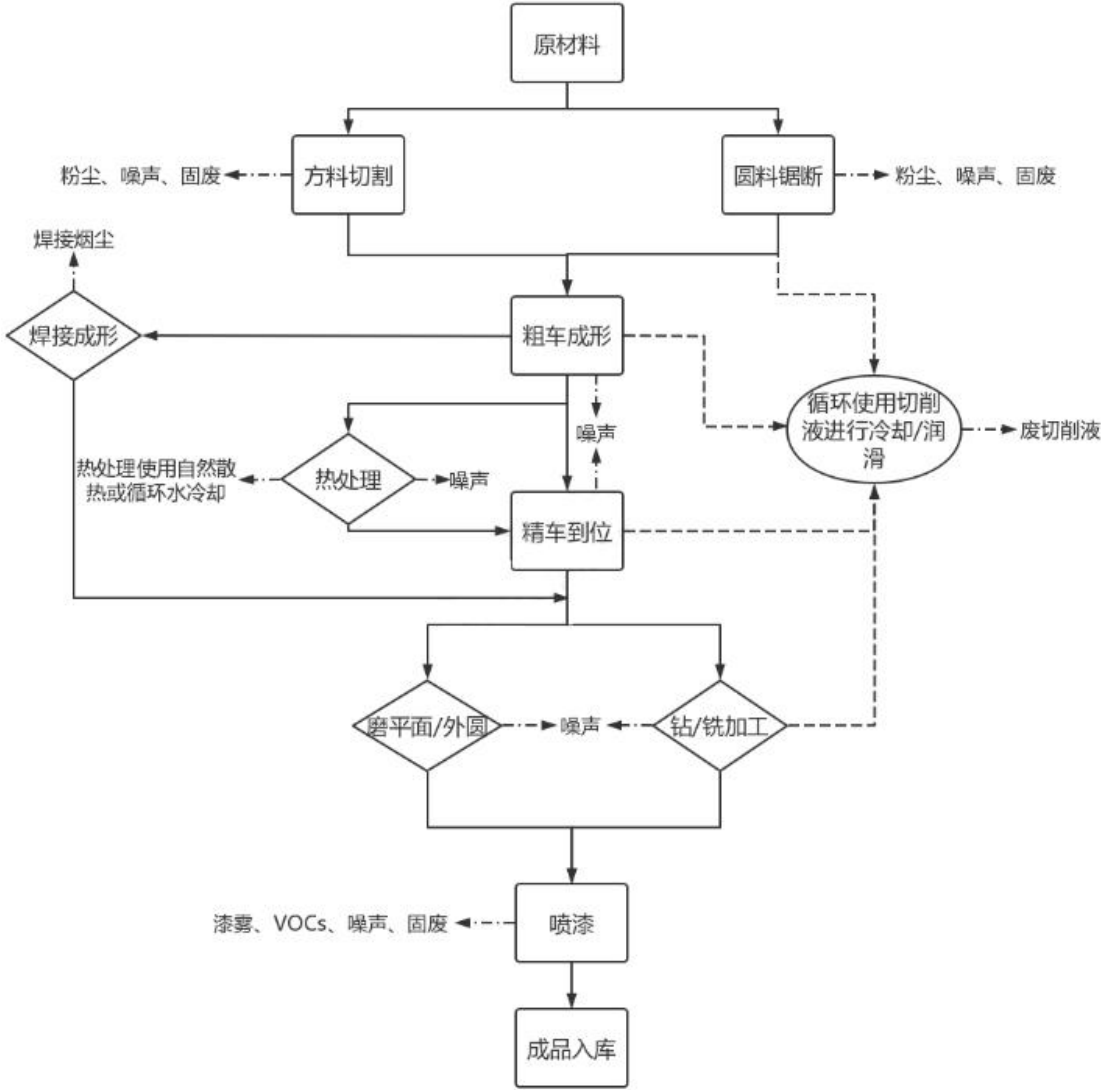 原材料
粉尘、噪声、固废
方料切割
圆料锯断
粉尘、噪声、固废
焊接烟尘
焊接成形
粗车成形
循环使用切削
液进行冷却/润
滑
废切削液
噪声
热处理使用自然散
热或循环水冷却
热处理
噪声
精车到位
磨平面/外圆
噪声
钻/铣加工
漆雾、VOCs、噪声、固废
喷漆
成品入库